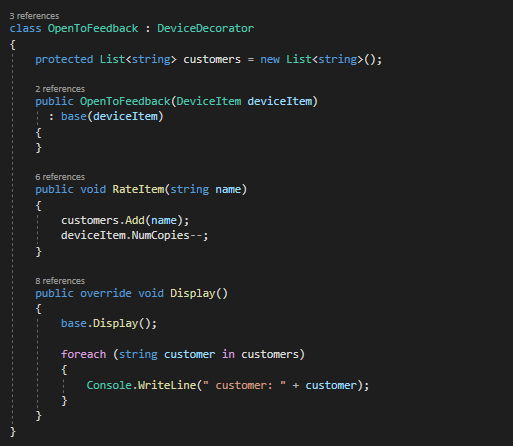 3 references
class OpenToFeedback : DeviceDecorator
{
protected List<string> customers = new List<string>();
2 references
public OpenToFeedback(DeviceItem deviceItem)
: base(deviceItem)
{
}
6 references
public void RateItem(string name)
{
customers.Add(name);
deviceItem.NumCopies--;
}
8 references
public override void Display()
{
base.Display();
foreach (string customer in customers)
{
Console.WriteLine(" customer: " + customer);
}
}
}